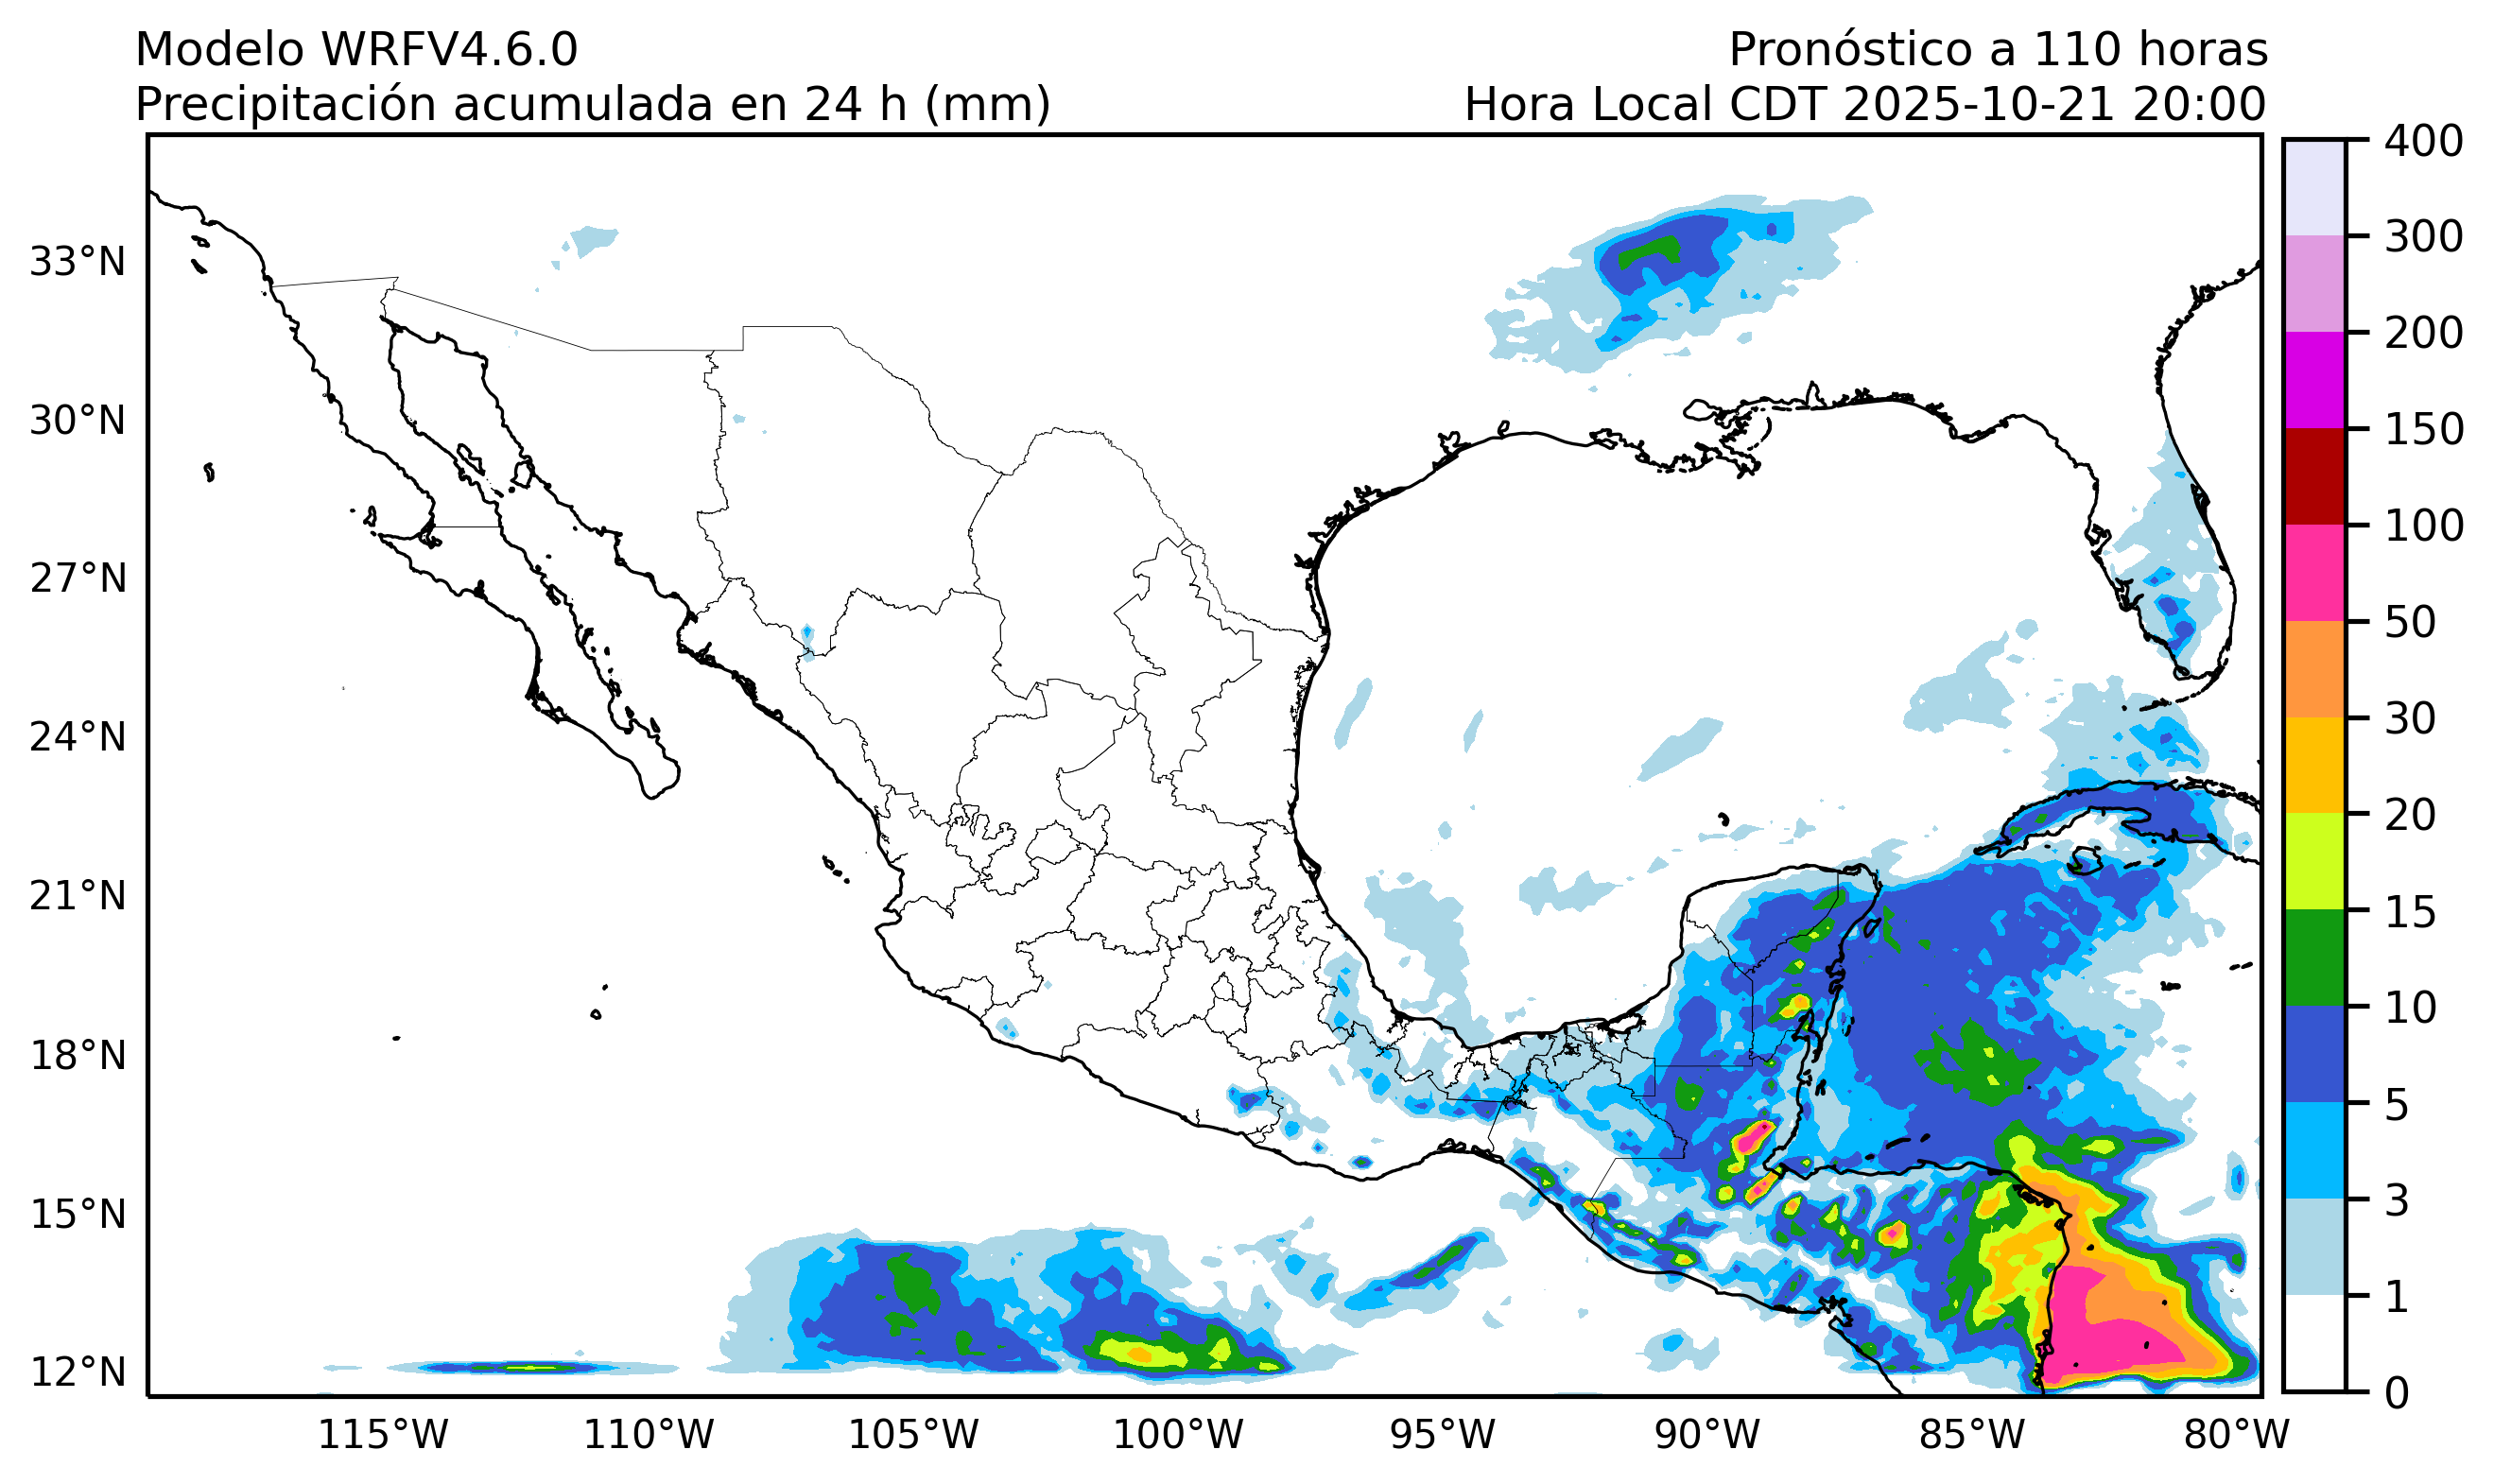 Modelo WRFV4.6.0
Pronóstico a 110 horas
Precipitación acumulada en 24 h (mm)
Hora Local CDT 2025-10-21 20:00
33°N
30°N
27°N
24°N
21°N
18°N
15°N
12°N
115°W
110°W
105°W
100°W
95°W
90°W
85°W
80°W
400
300
200
150
100
50
30
20
15
10
5
3
1
0